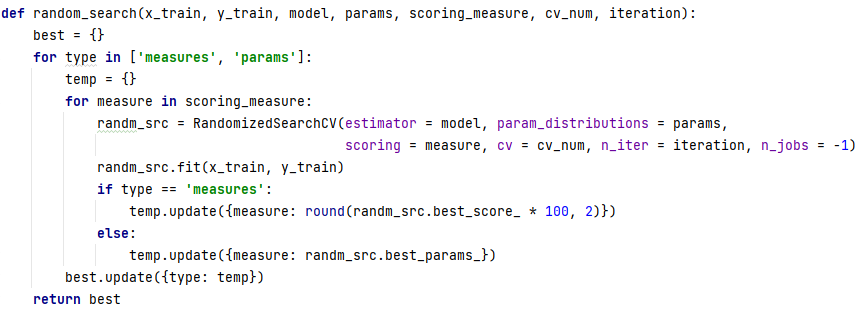 def random_search(x_train, y_train, model, params, scoring_measure, cv_num, iteration):
    best = {}
    for type in ['measures', 'params']:
        temp = {}
        for measure in scoring_measure:
            randm_src = RandomizedSearchCV(estimator = model, param_distributions = params,
                                           scoring = measure, cv = cv_num, n_iter = iteration, n_jobs = -1)
            randm_src.fit(x_train, y_train)
            if type == 'measures':
                temp.update({measure: round(randm_src.best_score_ * 100, 2)})
            else:
                temp.update({measure: randm_src.best_params_})
        best.update({type: temp})
    return best